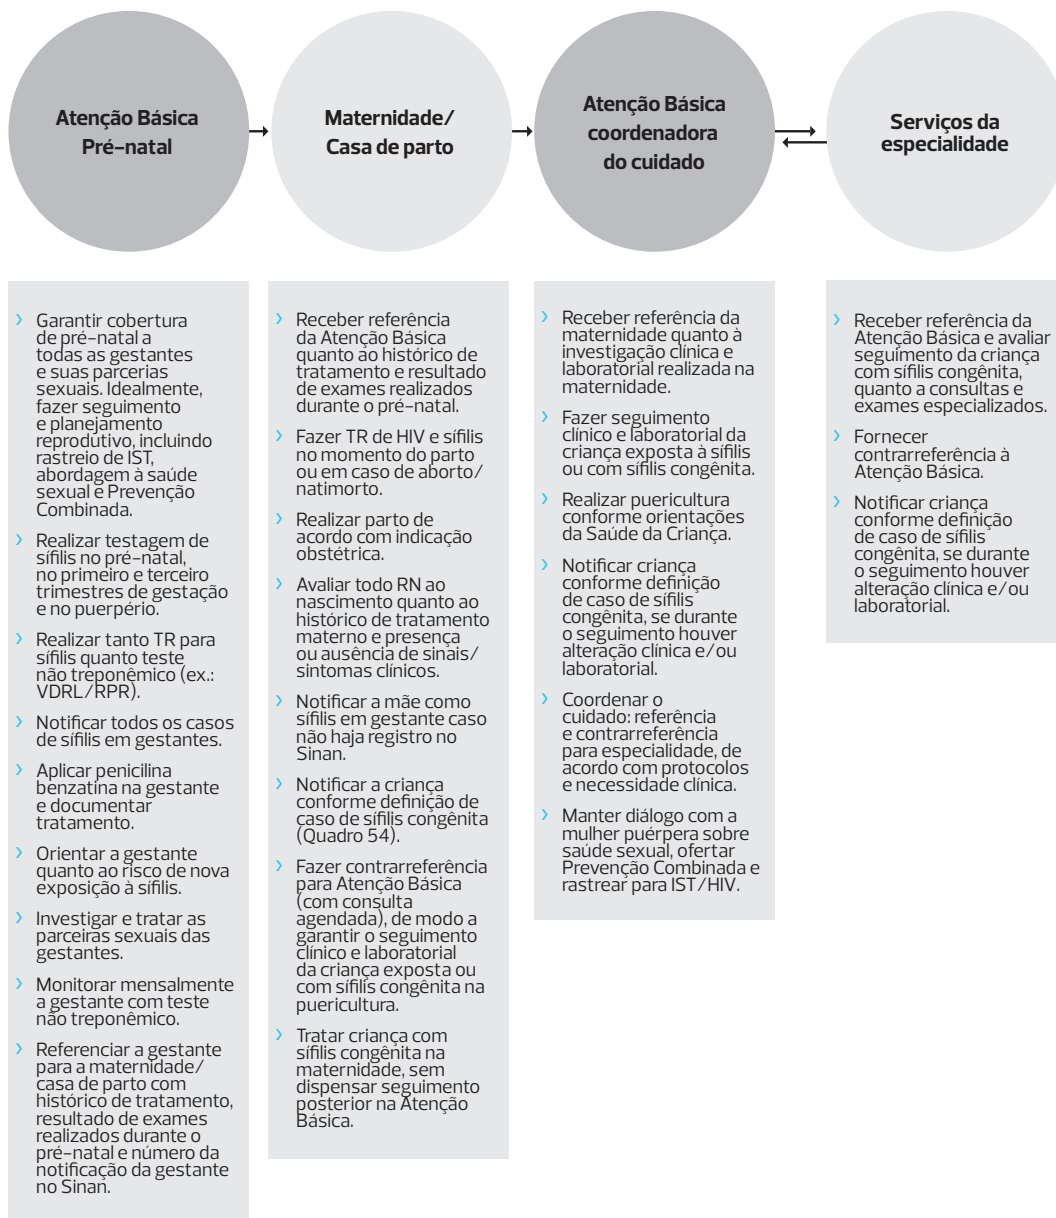 Atenção Básica
Pré-natal
Maternidade/
Casa de parto
Atenção Básica
coordenadora
do cuidado
Serviços da
especialidade
Garantir cobertura
de pré-natal a
todas as gestantes
e suas parcerias
sexuais. Idealmente,
fazer seguimento
e planejamento
reprodutivo, incluindo
rastreio de IST,
abordagem à saúde
sexual e Prevenção
Combinada.
Realizar testagem de
sífilis no pré-natal,
no primeiro e terceiro
trimestres de gestação
e no puerpério.
Realizar tanto TR para
sífilis quanto teste
não treponêmico (ex.:
VDRL/RPR).
Notificar todos os casos
de sífilis em gestantes.
Aplicar penicilina
benzatina na gestante
e documentar
tratamento.
Orientar a gestante
quanto ao risco de nova
exposição à sífilis.
Investigar e tratar as
parceiras sexuais das
gestantes.
Monitorar mensalmente
a gestante com teste
não treponêmico.
Referenciar a gestante
para a maternidade/
casa de parto com
histórico de tratamento,
resultado de exames
realizados durante o
pré-natal e número da
notificação da gestante
no Sinan.
Receber referência
da Atenção Básica
quanto ao histórico de
tratamento e resultado
de exames realizados
durante o pré-natal.
Fazer TR de HIV e sífilis
no momento do parto
ou em caso de aborto/
natimorto.
Realizar parto de
acordo com indicação
obstétrica.
Avaliar todo RN ao
nascimento quanto ao
histórico de tratamento
materno e presença
ou ausência de sinais/
sintomas clínicos.
Notificar a mãe como
sífilis em gestante caso
não haja registro no
Sinan.
Notificar a criança
conforme definição de
caso de sífilis congênita
(Quadro 54).
Fazer contrarreferência
para Atenção Básica
(com consulta
agendada), de modo a
garantir o seguimento
clínico e laboratorial
da criança exposta ou
com sífilis congênita na
puericultura.
Tratar criança com
sífilis congênita na
maternidade, sem
dispensar seguimento
posterior na Atenção
Básica.
Receber referência da
maternidade quanto à
investigação clínica e
laboratorial realizada na
maternidade.
Fazer seguimento
clínico e laboratorial da
criança exposta à sífilis
ou com sífilis congênita.
Realizar puericultura
conforme orientações
da Saúde da Criança.
Notificar criança
conforme definição
de caso de sífilis
congênita, se durante
o seguimento houver
alteração clínica e/ou
laboratorial.
Coordenar o
cuidado: referência
e contrarreferência
para especialidade, de
acordo com protocolos
e necessidade clínica.
Manter diálogo com a
mulher puérpera sobre
saúde sexual, ofertar
Prevenção Combinada e
rastrear para IST/HIV.
Receber referência da
Atenção Básica e avaliar
seguimento da criança
com sífilis congênita,
quanto a consultas e
exames especializados.
Fornecer
contrarreferência à
Atenção Básica.
Notificar criança
conforme definição
de caso de sífilis
congênita, se durante
o seguimento houver
alteração clínica e/ou
laboratorial.